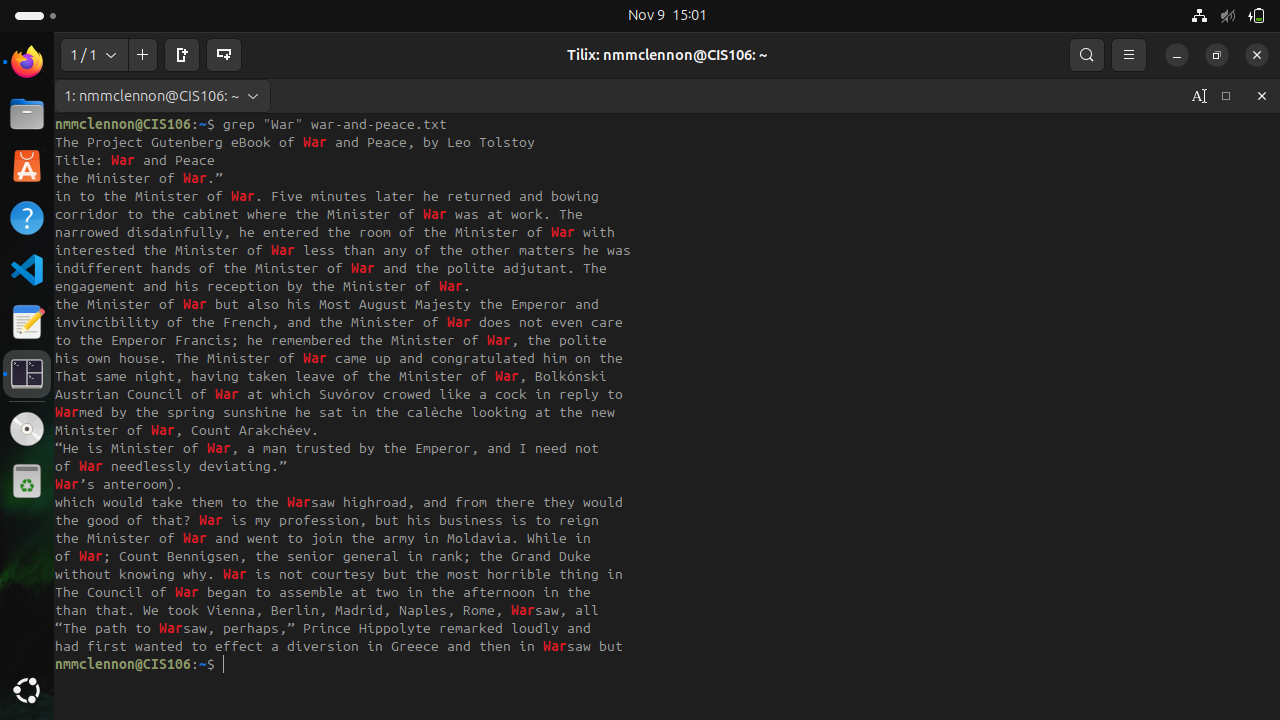 Nov 9 15:01
1 / 1
Tilix: nmmclennon@CIS106: ~
1: nmmclennon@CIS106: ~
nmmclennon@CIS106:~$ grep "War" war-and-peace.txt
The Project Gutenberg eBook of War and Peace, by Leo Tolstoy
Title: War and Peace
the Minister of War.”
in to the Minister of War. Five minutes later he returned and bowing
corridor to the cabinet where the Minister of War was at work. The
narrowed disdainfully, he entered the room of the Minister of War with
interested the Minister of War less than any of the other matters he was
indifferent hands of the Minister of War and the polite adjutant. The
engagement and his reception by the Minister of War.
the Minister of War but also his Most August Majesty the Emperor and
invincibility of the French, and the Minister of War does not even care
to the Emperor Francis; he remembered the Minister of War, the polite
his own house. The Minister of War came up and congratulated him on the
That same night, having taken leave of the Minister of War, Bolkónski
Austrian Council of War at which Suvórov crowed like a cock in reply to
Warmed by the spring sunshine he sat in the calèche looking at the new
Minister of War, Count Arakchéev.
“He is Minister of War, a man trusted by the Emperor, and I need not
of War needlessly deviating.”
War’s anteroom).
which would take them to the Warsaw highroad, and from there they would
the good of that? War is my profession, but his business is to reign
the Minister of War and went to join the army in Moldavia. While in
of War; Count Bennigsen, the senior general in rank; the Grand Duke
without knowing why. War is not courtesy but the most horrible thing in
The Council of War began to assemble at two in the afternoon in the
than that. We took Vienna, Berlin, Madrid, Naples, Rome, Warsaw, all
“The path to Warsaw, perhaps,” Prince Hippolyte remarked loudly and
had first wanted to effect a diversion in Greece and then in Warsaw but
nmmclennon@CIS106:~$